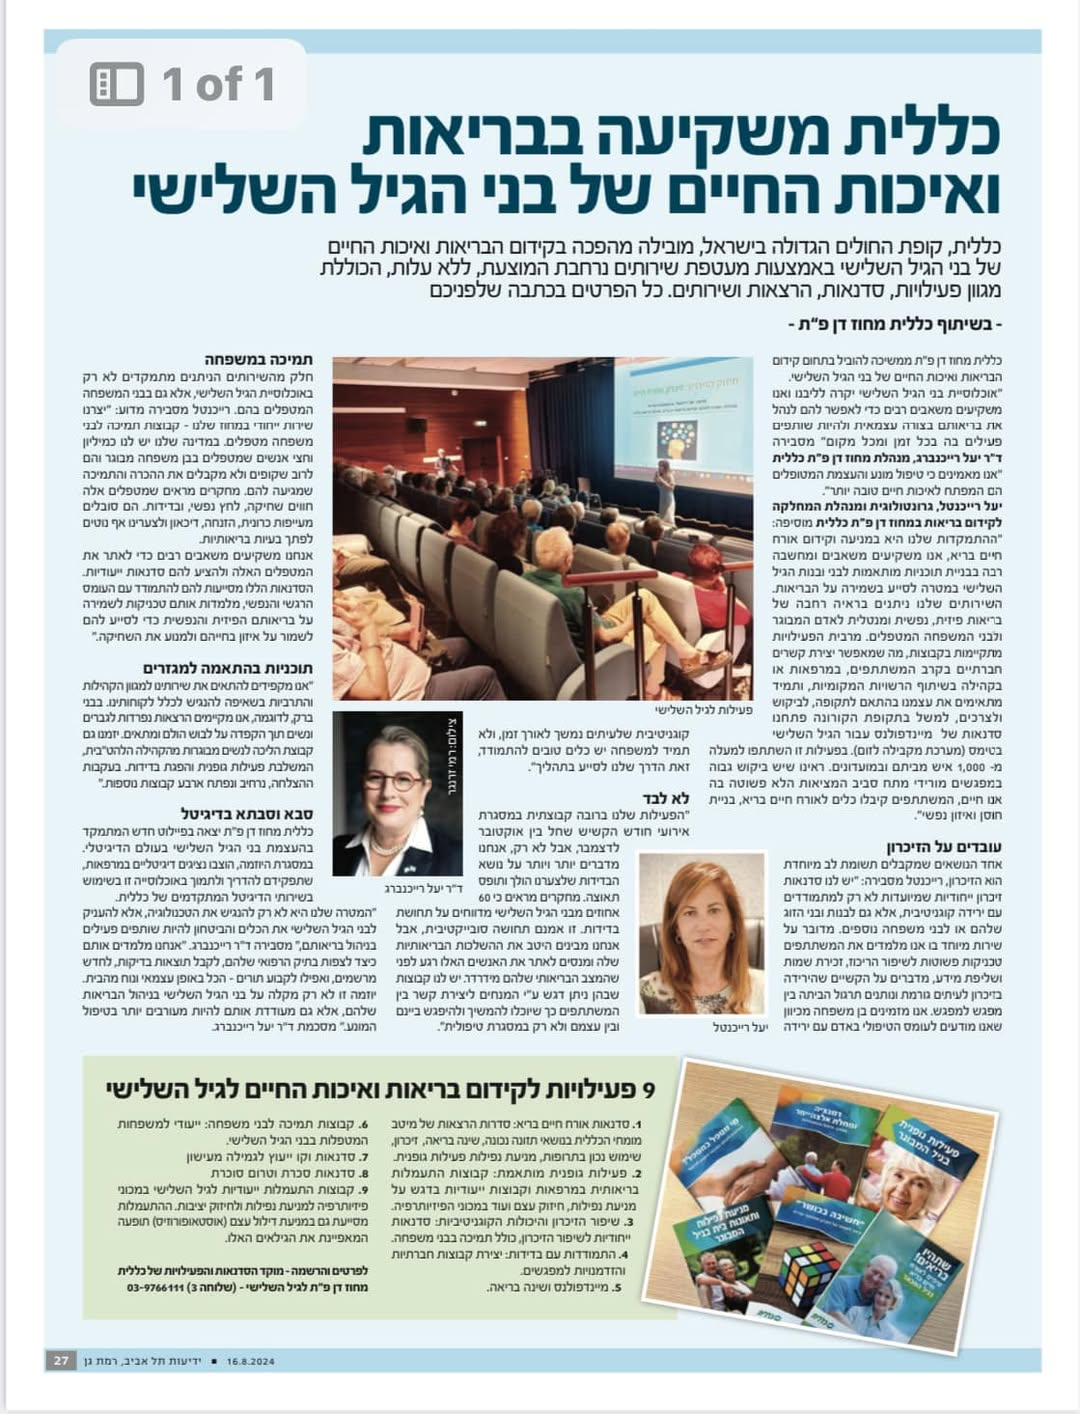 1 of 1
כללית משקיעה בבריאות
ואיכות החיים של בני הגיל השלישי
כללית, קופת החולים הגדולה בישראל, מובילה מהפכה בקידום הבריאות ואיכות החיים
של בני הגיל השלישי באמצעות מעטפת שירותים נרחבת המוצעת, ללא עלות, הכוללת
מגוון פעילויות, סדנאות, הרצאות ושירותים. כל הפרטים בכתבה שלפניכם
- בשיתוף כללית מחוז דן פ"ת -
כללית מחוז דן פ"ת ממשיכה להוביל בתחום קידום
הבריאות ואיכות החיים של בני הגיל השלישי.
"אוכלוסיית בני הגיל השלישי יקרה לליבנו ואנו
משקיעים משאבים רבים כדי לאפשר להם לנהל
את בריאותם בצורה עצמאית ולהיות שותפים
פעילים בה בכל זמן ומכל מקום" מסבירה
ד"ר יעל רייכנברג, מנהלת מחוז דן פ"ת כללית
"אנו מאמינים כי טיפול מונע והעצמת המטופלים
הם המפתח לאיכות חיים טובה יותר".
יעל רייכנטל, גרונטולוגית ומנהלת המחלקה
לקידום בריאות במחוז דן פ"ת כללית מוסיפה:
"ההתמקדות שלנו היא במניעה וקידום אורח
חיים בריא, אנו משקיעים משאבים ומחשבה
רבה בבניית תוכניות מותאמות לבני ובנות הגיל
השלישי במטרה לסייע בשמירה על הבריאות.
השירותים שלנו ניתנים בראיה רחבה של
בריאות פיזית, נפשית ומנטלית לאדם המבוגר
ולבני המשפחה המטפלים. מרבית הפעילויות
מתקיימות בקבוצות, מה שמאפשר יצירת קשרים
חברתיים בקרב המשתתפים, במרפאות או
בקהילה בשיתוף הרשויות המקומיות, ותמיד
מתאימים את עצמנו בהתאם לתקופה, לביקוש
ולצרכים, למשל בתקופת הקורונה פתחנו
סדנאות של מיינדפולנס עבור הגיל השלישי
בטימס (מערכת מקבילה לזום). בפעילות זו השתתפו למעלה
מ- 1,000 איש מביתם ובמועדונים. ראינו שיש ביקוש גבוה
במפגשים מורידי מתח סביב המציאות הלא פשוטה בה
אנו חיים, המשתתפים קיבלו כלים לאורח חיים בריא, בניית
חוסן ואיזון נפשי".
עובדים על הזיכרון
אחד הנושאים שמקבלים תשומת לב מיוחדת
הוא הזיכרון, רייכנטל מסבירה: "יש לנו סדנאות
זיכרון ייחודיות שמיועדות לא רק למתמודדים
עם ירידה קוגניטיבית, אלא גם לבנות ובני הזוג
שלהם או לבני משפחה נוספים. מדובר על
שירות מיוחד בו אנו מלמדים את המשתתפים
טכניקות פשוטות לשיפור הריכוז, זכירת שמות
ושליפת מידע, מדברים על הקשיים שהירידה
בזיכרון לעיתים גורמת ונותנים תרגול הביתה בין
מפגש למפגש. אנו מזמינים בן משפחה מכיוון
שאנו מודעים לעומס הטיפולי באדם עם ירידה
פעילות לגיל השלישי
קוגניטיבית שלעיתים נמשך לאורך זמן, ולא
תמיד למשפחה יש כלים טובים להתמודד,
זאת הדרך שלנו לסייע בתהליך".
לא לבד
"הפעילות שלנו ברובה קבוצתית במסגרת
אירועי חודש הקשיש שחל בין אוקטובר
לדצמבר, אבל לא רק, אנחנו
מדברים יותר ויותר על נושא
הבדידות שלצערנו הולך ותופס
תאוצה. מחקרים מראים כי 60
אחוזים מבני הגיל השלישי מדווחים על תחושת
בדידות. זו אמנם תחושה סובייקטיבית, אבל
אנחנו מבינים היטב את ההשלכות הבריאותיות
שלה ומנסים לאתר את האנשים האלו רגע לפני
שהמצב הבריאותי שלהם מידרדר. יש לנו קבוצות
שבהן ניתן דגש ע"י המנחים ליצירת קשר בין
המשתתפים כך שיוכלו להמשיך ולהיפגש ביינם
ובין עצמם ולא רק במסגרת טיפולית".
יעל רייכנטל
צילום: רמי זרנגר
ד"ר יעל רייכנברג
תמיכה במשפחה
חלק מהשירותים הניתנים מתמקדים לא רק
באוכלוסיית הגיל השלישי, אלא גם בבני המשפחה
המטפלים בהם. רייכנטל מסבירה מדוע: "יצרנו
שירות ייחודי במחוז שלנו - קבוצות תמיכה לבני
משפחה מטפלים. במדינה שלנו יש לנו כמיליון
וחצי אנשים שמטפלים בבן משפחה מבוגר והם
לרוב שקופים ולא מקבלים את ההכרה והתמיכה
שמגיעה להם. מחקרים מראים שמטפלים אלה
חווים שחיקה, לחץ נפשי, ובדידות. הם סובלים
מעייפות כרונית, הזנחה, דיכאון ולצערינו אף נוטים
לפתח בעיות בריאותיות.
אנחנו משקיעים משאבים רבים כדי לאתר את
המטפלים האלה ולהציע להם סדנאות ייעודיות.
הסדנאות הללו מסייעות להם להתמודד עם העומס
הרגשי והנפשי, מלמדות אותם טכניקות לשמירה
על בריאותם הפיזית והנפשית כדי לסייע להם
לשמור על איזון בחייהם ולמנוע את השחיקה."
תוכניות בהתאמה למגזרים
"אנו מקפידים להתאים את שירותינו למגוון הקהילות
והתרביות בשאיפה להנגיש לכלל לקוחותינו. בבני
ברק, לדוגמה, אנו מקיימים הרצאות נפרדות לגברים
ונשים תוך הקפדה על לבוש הולם ומתאים. יזמנו גם
קבוצת הליכה לנשים מבוגרות מהקהילה הלהט"בית,
המשלבת פעילות גופנית והפגת בדידות. בעקבות
ההצלחה, נרחיב ונפתח ארבע קבוצות נוספות."
סבא וסבתא בדיגיטל
כללית מחוז דן פ"ת יצאה בפיילוט חדש המתמקד
בהעצמת בני הגיל השלישי בעולם הדיגיטלי.
במסגרת היוזמה, הוצבו נציגים דיגיטליים במרפאות,
שתפקידם להדריך ולתמוך באוכלוסייה זו בשימוש
בשירותי הדיגיטל המתקדמים של כללית.
"המטרה שלנו היא לא רק להנגיש את הטכנולוגיה, אלא להעניק
לבני הגיל השלישי את הכלים והביטחון להיות שותפים פעילים
בניהול בריאותם," מסבירה ד"ר רייכנברג. "אנחנו מלמדים אותם
כיצד לצפות בתיק הרפואי שלהם, לקבל תוצאות בדיקות, לחדש
מרשמים, ואפילו לקבוע תורים - הכל באופן עצמאי ונוח מהבית.
יוזמה זו לא רק מקלה על בני הגיל השלישי בניהול הבריאות
שלהם, אלא גם מעודדת אותם להיות מעורבים יותר בטיפול
המונע." מסכמת ד"ר יעל רייכנברג.
9 פעילויות לקידום בריאות ואיכות החיים לגיל השלישי
1. סדנאות אורח חיים בריא: סדרות הרצאות של מיטב
מומחי הכללית בנושאי תזונה נכונה, שינה בריאה, זיכרון,
שימוש נכון בתרופות, מניעת נפילות פעילות גופנית.
2. פעילות גופנית מותאמת: קבוצות התעמלות
בריאותית במרפאות וקבוצות ייעודיות בדגש על
מניעת נפילות, חיזוק עצם ועוד במכוני הפיזיותרפיה.
3. שיפור הזיכרון והיכולות הקוגניטיביות: סדנאות
ייחודיות לשיפור הזיכרון, כולל תמיכה בבני משפחה.
4. התמודדות עם בדידות: יצירת קבוצות חברתיות
והזדמנויות למפגשים.
5. מיינדפולנס ושינה בריאה.
6. קבוצות תמיכה לבני משפחה: ייעודי למשפחות
המטפלות בבני הגיל השלישי.
7. סדנאות וקו ייעוץ לגמילה מעישון
8. סדנאות סכרת וטרום סוכרת
9. קבוצות התעמלות ייעודיות לגיל השלישי במכוני
פיזיותרפיה למניעת נפילות ולחיזוק יציבות. ההתעמלות
מסייעת גם במניעת דילול עצם (אוסטאופורוזיס) תופעה
המאפיינת את הגילאים האלו.
לפרטים והרשמה - מוקד הסדנאות והפעילויות של כללית
מחוז דן פ"ת לגיל השלישי - (שלוחה 3) 03-9766111
פעילות גופנית
בגיל המבוגר
דמנציה
ומחלת אלצהיימר
מניעת נפילות
ותאונות בית בגיל
המבוגר
"חשיבה בכושר"
שתהיו
בריאים!
כללית
27 ידיעות תל אביב, רמת גן ■ 16.8.2024